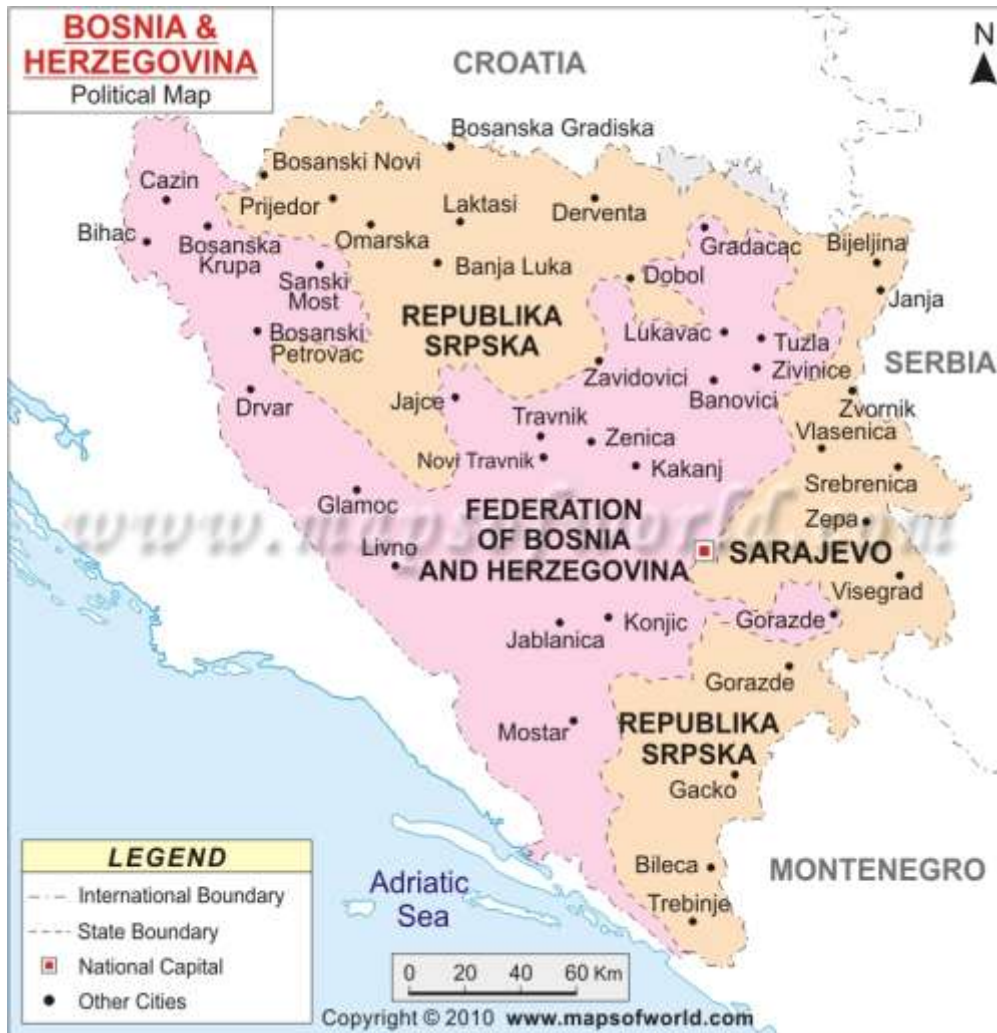 BOSNIA &
HERZEGOVINA
Political Map
N
CROATIA
Bosanska Gradiska
Bosanski Novi
Cazin
Prijedor
Laktasi
Derventa
Bihac
Bosanska
Krupa
Omarska
Gradacac
Bijeljina
Sanski
Most
Banja Luka
Dobol
Janja
REPUBLIKA
SRPSKA
Bosanski
Petrovac
Lukavac
Tuzla
SERBIA
Zavidovici
Zivinice
Drvar
Jajce
Banovici
Zvornik
Travnik
Zenica
Vlasenica
Novi Travnik
Kakanj
Srebrenica
Glamoc
FEDERATION
OF BOSNIA
AND HERZEGOVINA
Zepa
www.mapsofworld.com
Livno
SARAJEVO
Visegrad
Jablanica
Konjic
Gorazde
Gorazde
Mostar
REPUBLIKA
SRPSKA
Gacko
Bileca
MONTENEGRO
Trebinje
Adriatic
Sea
LEGEND
International Boundary
State Boundary
National Capital
Other Cities
0 20 40 60 Km
Copyright © 2010 www.mapsofworld.com